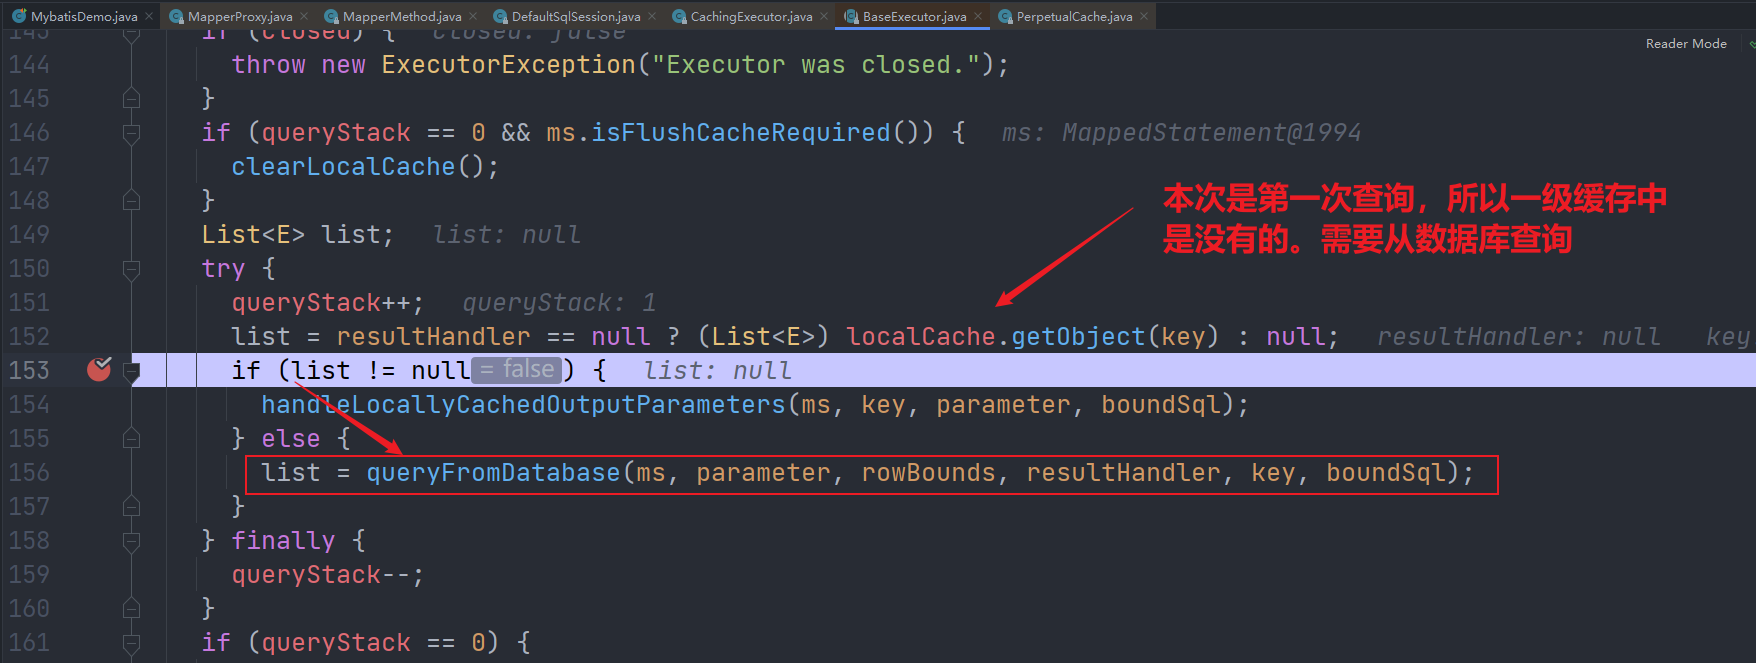 MybatisDemo.java MapperProxy.java MapperMethod.java DefaultSqlSession.java CachingExecutor.java BaseExecutor.java PerpetualCache.java
Reader Mode
143 if (closed) { closed: false
144 throw new ExecutorException("Executor was closed.");
145 }
146 if (queryStack == 0 && ms.isFlushCacheRequired()) { ms: MappedStatement@1994
147 clearLocalCache();
148 }
本次是第一次查询，所以一级缓存中
是没有的。需要从数据库查询
149 List<E> list; list: null
150 try {
151 queryStack++; queryStack: 1
152 list = resultHandler == null ? (List<E>) localCache.getObject(key) : null; resultHandler: null key
153 if (list != null = false ) { list: null
154 handleLocallyCachedOutputParameters(ms, key, parameter, boundSql);
155 } else {
156 list = queryFromDatabase(ms, parameter, rowBounds, resultHandler, key, boundSql);
157 }
158 } finally {
159 queryStack--;
160 }
161 if (queryStack == 0) {